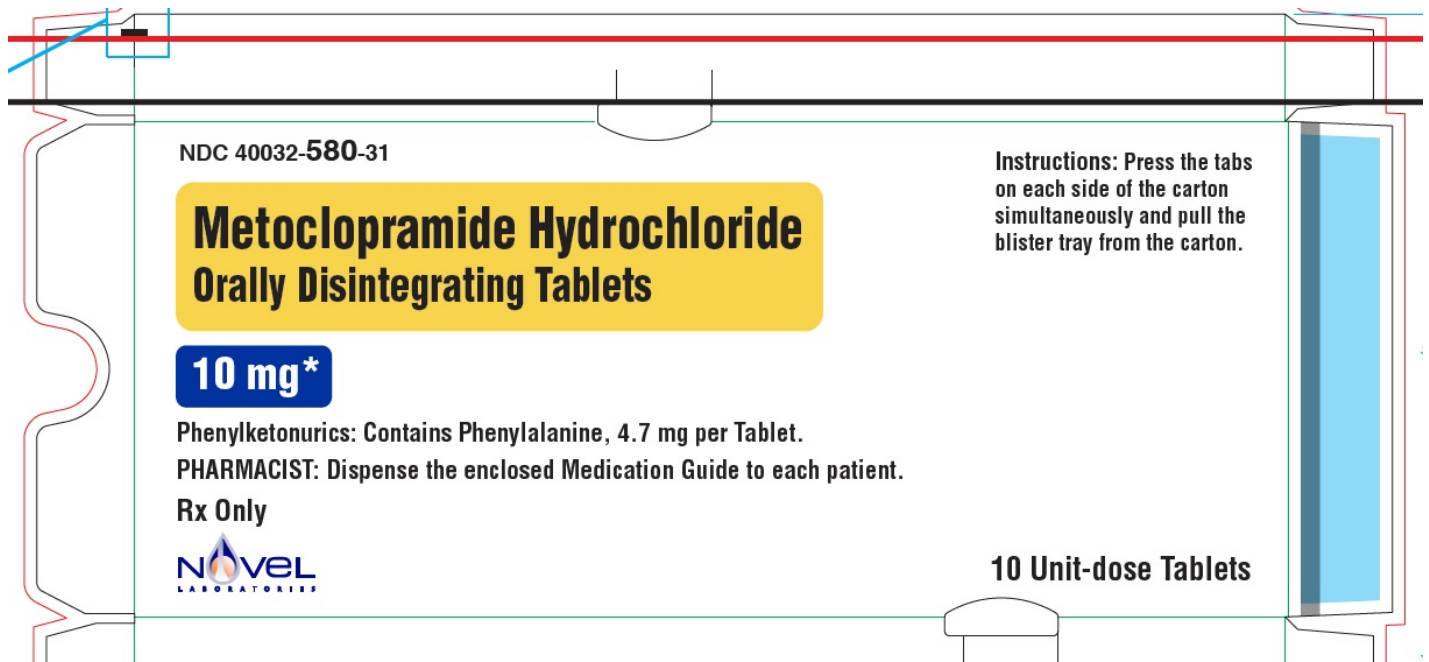 NDC 40032-580-31
Metoclopramide Hydrochloride
Orally Disintegrating Tablets
10 mg*
Phenylketonurics: Contains Phenylalanine, 4.7 mg per Tablet.
PHARMACIST: Dispense the enclosed Medication Guide to each patient.
Rx Only
NOVEL
LABORATORIES
Instructions: Press the tabs
on each side of the carton
simultaneously and pull the
blister tray from the carton.
10 Unit-dose Tablets